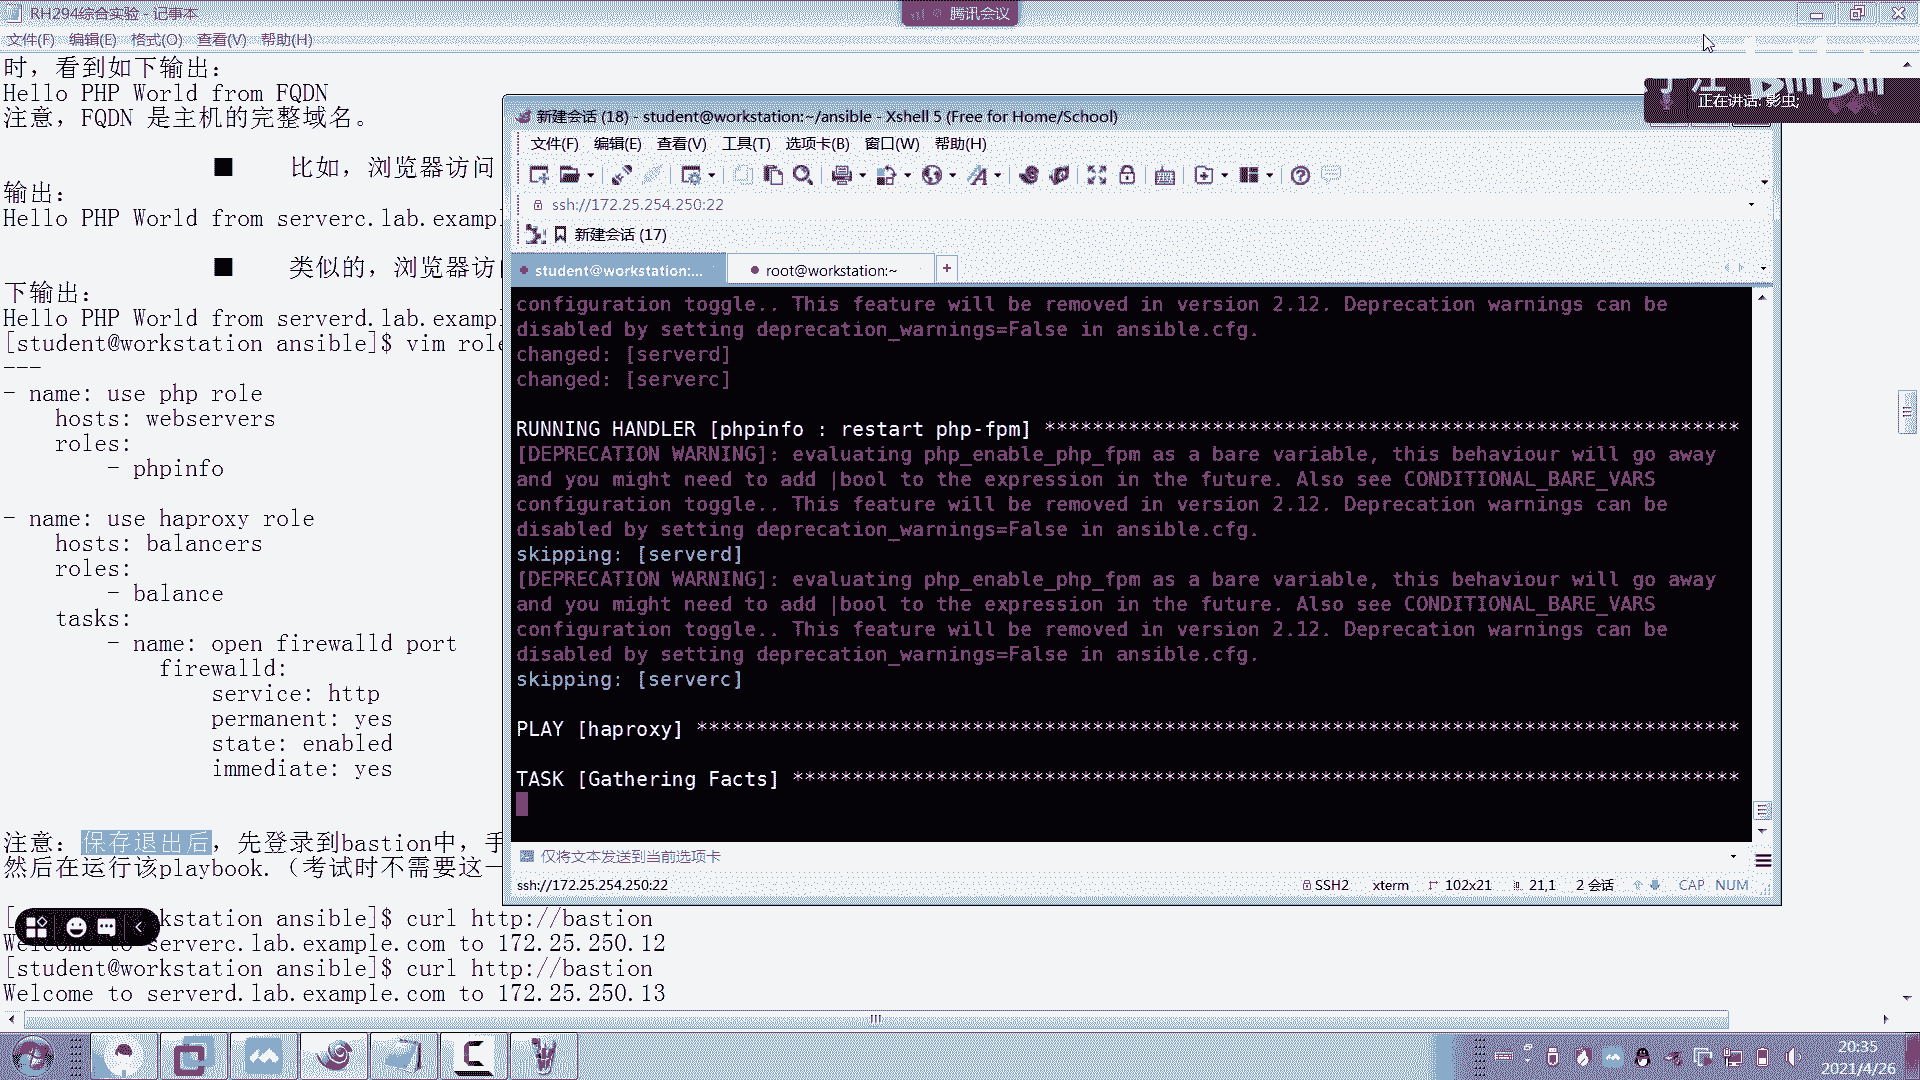 RH294综合实验 - 记事本
腾讯会议
文件(F) 编辑(E) 格式(O) 查看(V) 帮助(H)
时，看到如下输出：
Hello PHP World from FQDN
注意，FQDN 是主机的完整域名。
■ 比如，浏览器访问
输出：
Hello PHP World from serverc.lab.exampl
■ 类似的，浏览器访
下输出：
Hello PHP World from serverd.lab.exampl
[student@workstation ansible]$ vim role
---
- name: use php role
hosts: webservers
roles:
- phpinfo
- name: use haproxy role
hosts: balancers
roles:
- balance
tasks:
- name: open firewalld port
firewalld:
service: http
permanent: yes
state: enabled
immediate: yes
注意：保存退出后，先登录到bastion中，手
然后在运行该playbook.（考试时不需要这一
kstation ansible]$ curl http://bastion
Welcome to serverc.lab.example.com to 172.25.250.12
[student@workstation ansible]$ curl http://bastion
Welcome to serverd.lab.example.com to 172.25.250.13
正在讲话: 影虫;
新建会话 (18) - student@workstation:~/ansible - Xshell 5 (Free for Home/School)
文件(F) 编辑(E) 查看(V) 工具(T) 选项卡(B) 窗口(W) 帮助(H)
ssh://172.25.254.250:22
新建会话 (17)
student@workstation:... root@workstation:~ +
configuration toggle.. This feature will be removed in version 2.12. Deprecation warnings can be
disabled by setting deprecation_warnings=False in ansible.cfg.
changed: [serverd]
changed: [serverc]
RUNNING HANDLER [phpinfo : restart php-fpm] **********************************************************
[DEPRECATION WARNING]: evaluating php_enable_php_fpm as a bare variable, this behaviour will go away
and you might need to add |bool to the expression in the future. Also see CONDITIONAL_BARE_VARS
configuration toggle.. This feature will be removed in version 2.12. Deprecation warnings can be
disabled by setting deprecation_warnings=False in ansible.cfg.
skipping: [serverd]
[DEPRECATION WARNING]: evaluating php_enable_php_fpm as a bare variable, this behaviour will go away
and you might need to add |bool to the expression in the future. Also see CONDITIONAL_BARE_VARS
configuration toggle.. This feature will be removed in version 2.12. Deprecation warnings can be
disabled by setting deprecation_warnings=False in ansible.cfg.
skipping: [serverc]
PLAY [haproxy] ***************************************************************************************
TASK [Gathering Facts] *******************************************************************************
仅将文本发送到当前选项卡
ssh://172.25.254.250:22 SSH2 xterm 102x21 21,1 2 会话 CAP NUM
20:35
2021/4/26